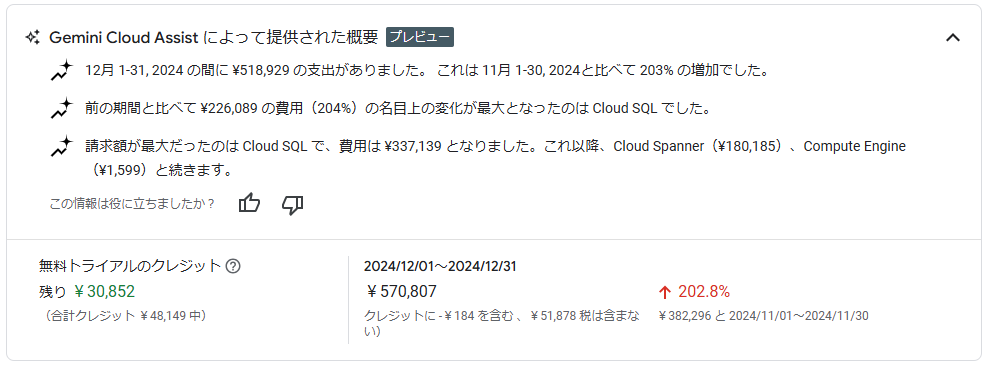 Gemini Cloud Assist によって提供された概要 プレビュー
12月 1-31, 2024 の間に ¥518,929 の支出がありました。 これは 11月 1-30, 2024と比べて 203% の増加でした。
前の期間と比べて ¥226,089 の費用（204%）の名目上の変化が最大となったのは Cloud SQL でした。
請求額が最大だったのは Cloud SQL で、費用は ¥337,139 となりました。これ以降、Cloud Spanner（¥180,185）、Compute Engine
（¥1,599）と続きます。
この情報は役に立ちましたか？
無料トライアルのクレジット
残り ￥30,852
（合計クレジット ￥48,149 中）
2024/12/01～2024/12/31
￥570,807
クレジットに -￥184 を含む 、￥51,878 税は含まな
い）
202.8%
￥382,296 と 2024/11/01～2024/11/30